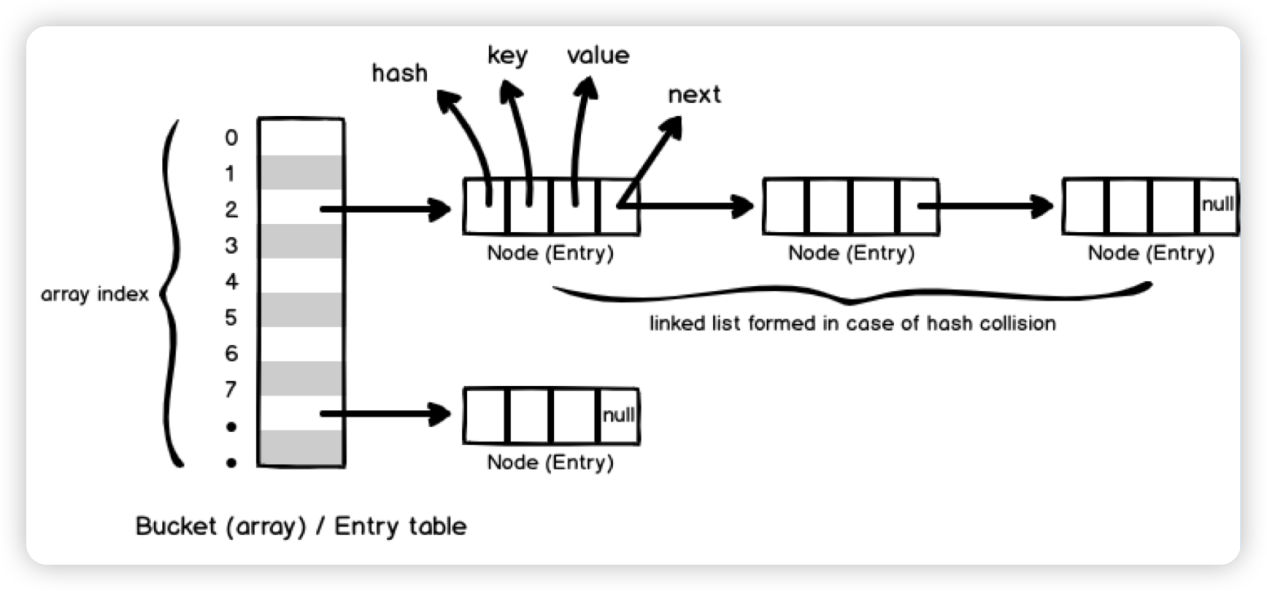 hash
key
value
next
0
1
2
3
4
5
6
7
•
•
array index
null
Node (Entry)
Node (Entry)
Node (Entry)
linked list formed in case of hash collision
null
Node (Entry)
Bucket (array) / Entry table